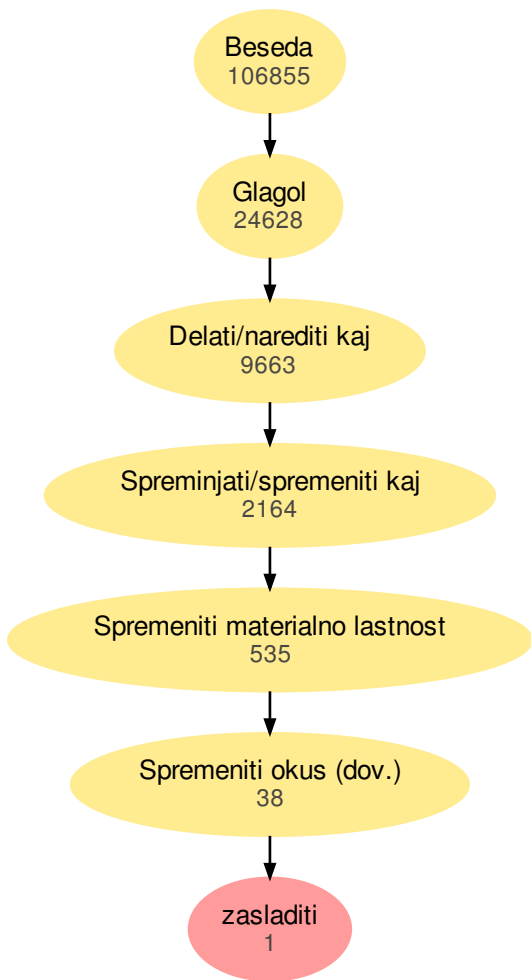 Beseda
106855
Glagol
24628
Delati/narediti kaj
9663
Spreminjati/spremeniti kaj
2164
Spremeniti materialno lastnost
535
Spremeniti okus (dov.)
38
zasladiti
1